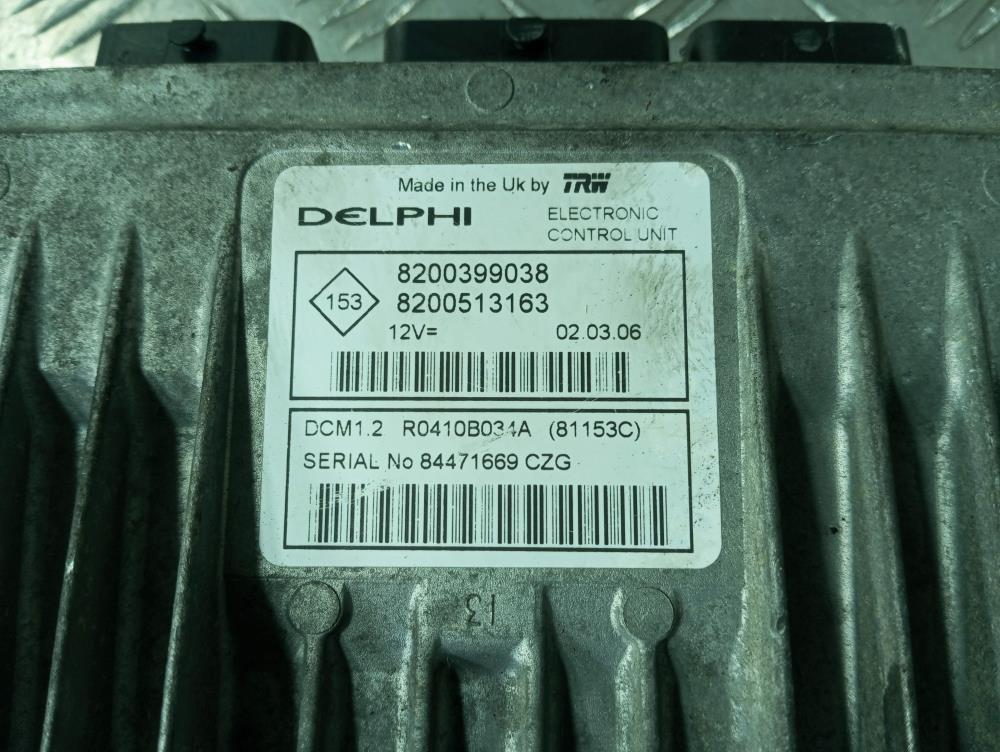 Made in the Uk by TRW
DELPHI
ELECTRONIC
CONTROL UNIT
153
8200399038
8200513163
12V=
02.03.06
DCM1.2 R0410B034A (81153C)
SERIAL No 84471669 CZG
13